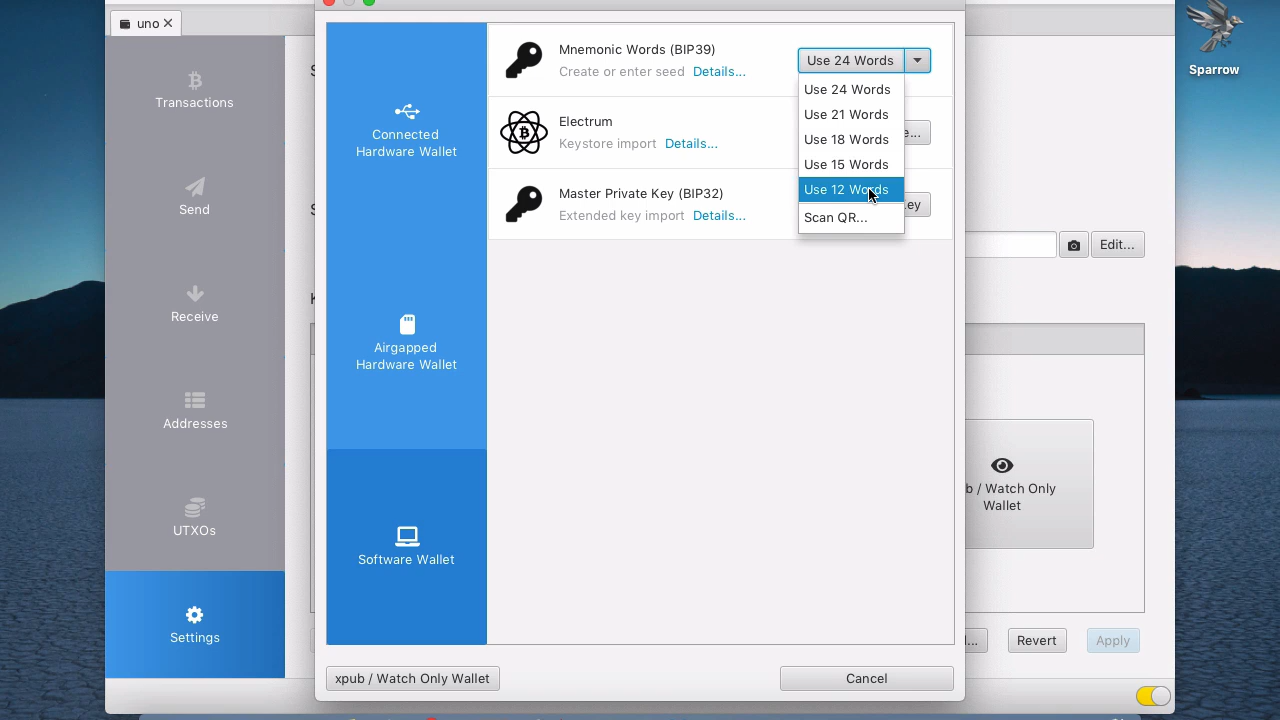 uno
Transactions
Send
Receive
Addresses
UTXOs
Settings
Connected
Hardware Wallet
Airgapped
Hardware Wallet
Software Wallet
Mnemonic Words (BIP39)
Create or enter seed Details...
Use 24 Words
Use 24 Words
Use 21 Words
Use 18 Words
Use 15 Words
Use 12 Words
Scan QR...
Electrum
Keystore import Details...
Master Private Key (BIP32)
Extended key import Details...
Edit...
/ Watch Only
Wallet
Revert
Apply
xpub / Watch Only Wallet
Cancel
Sparrow